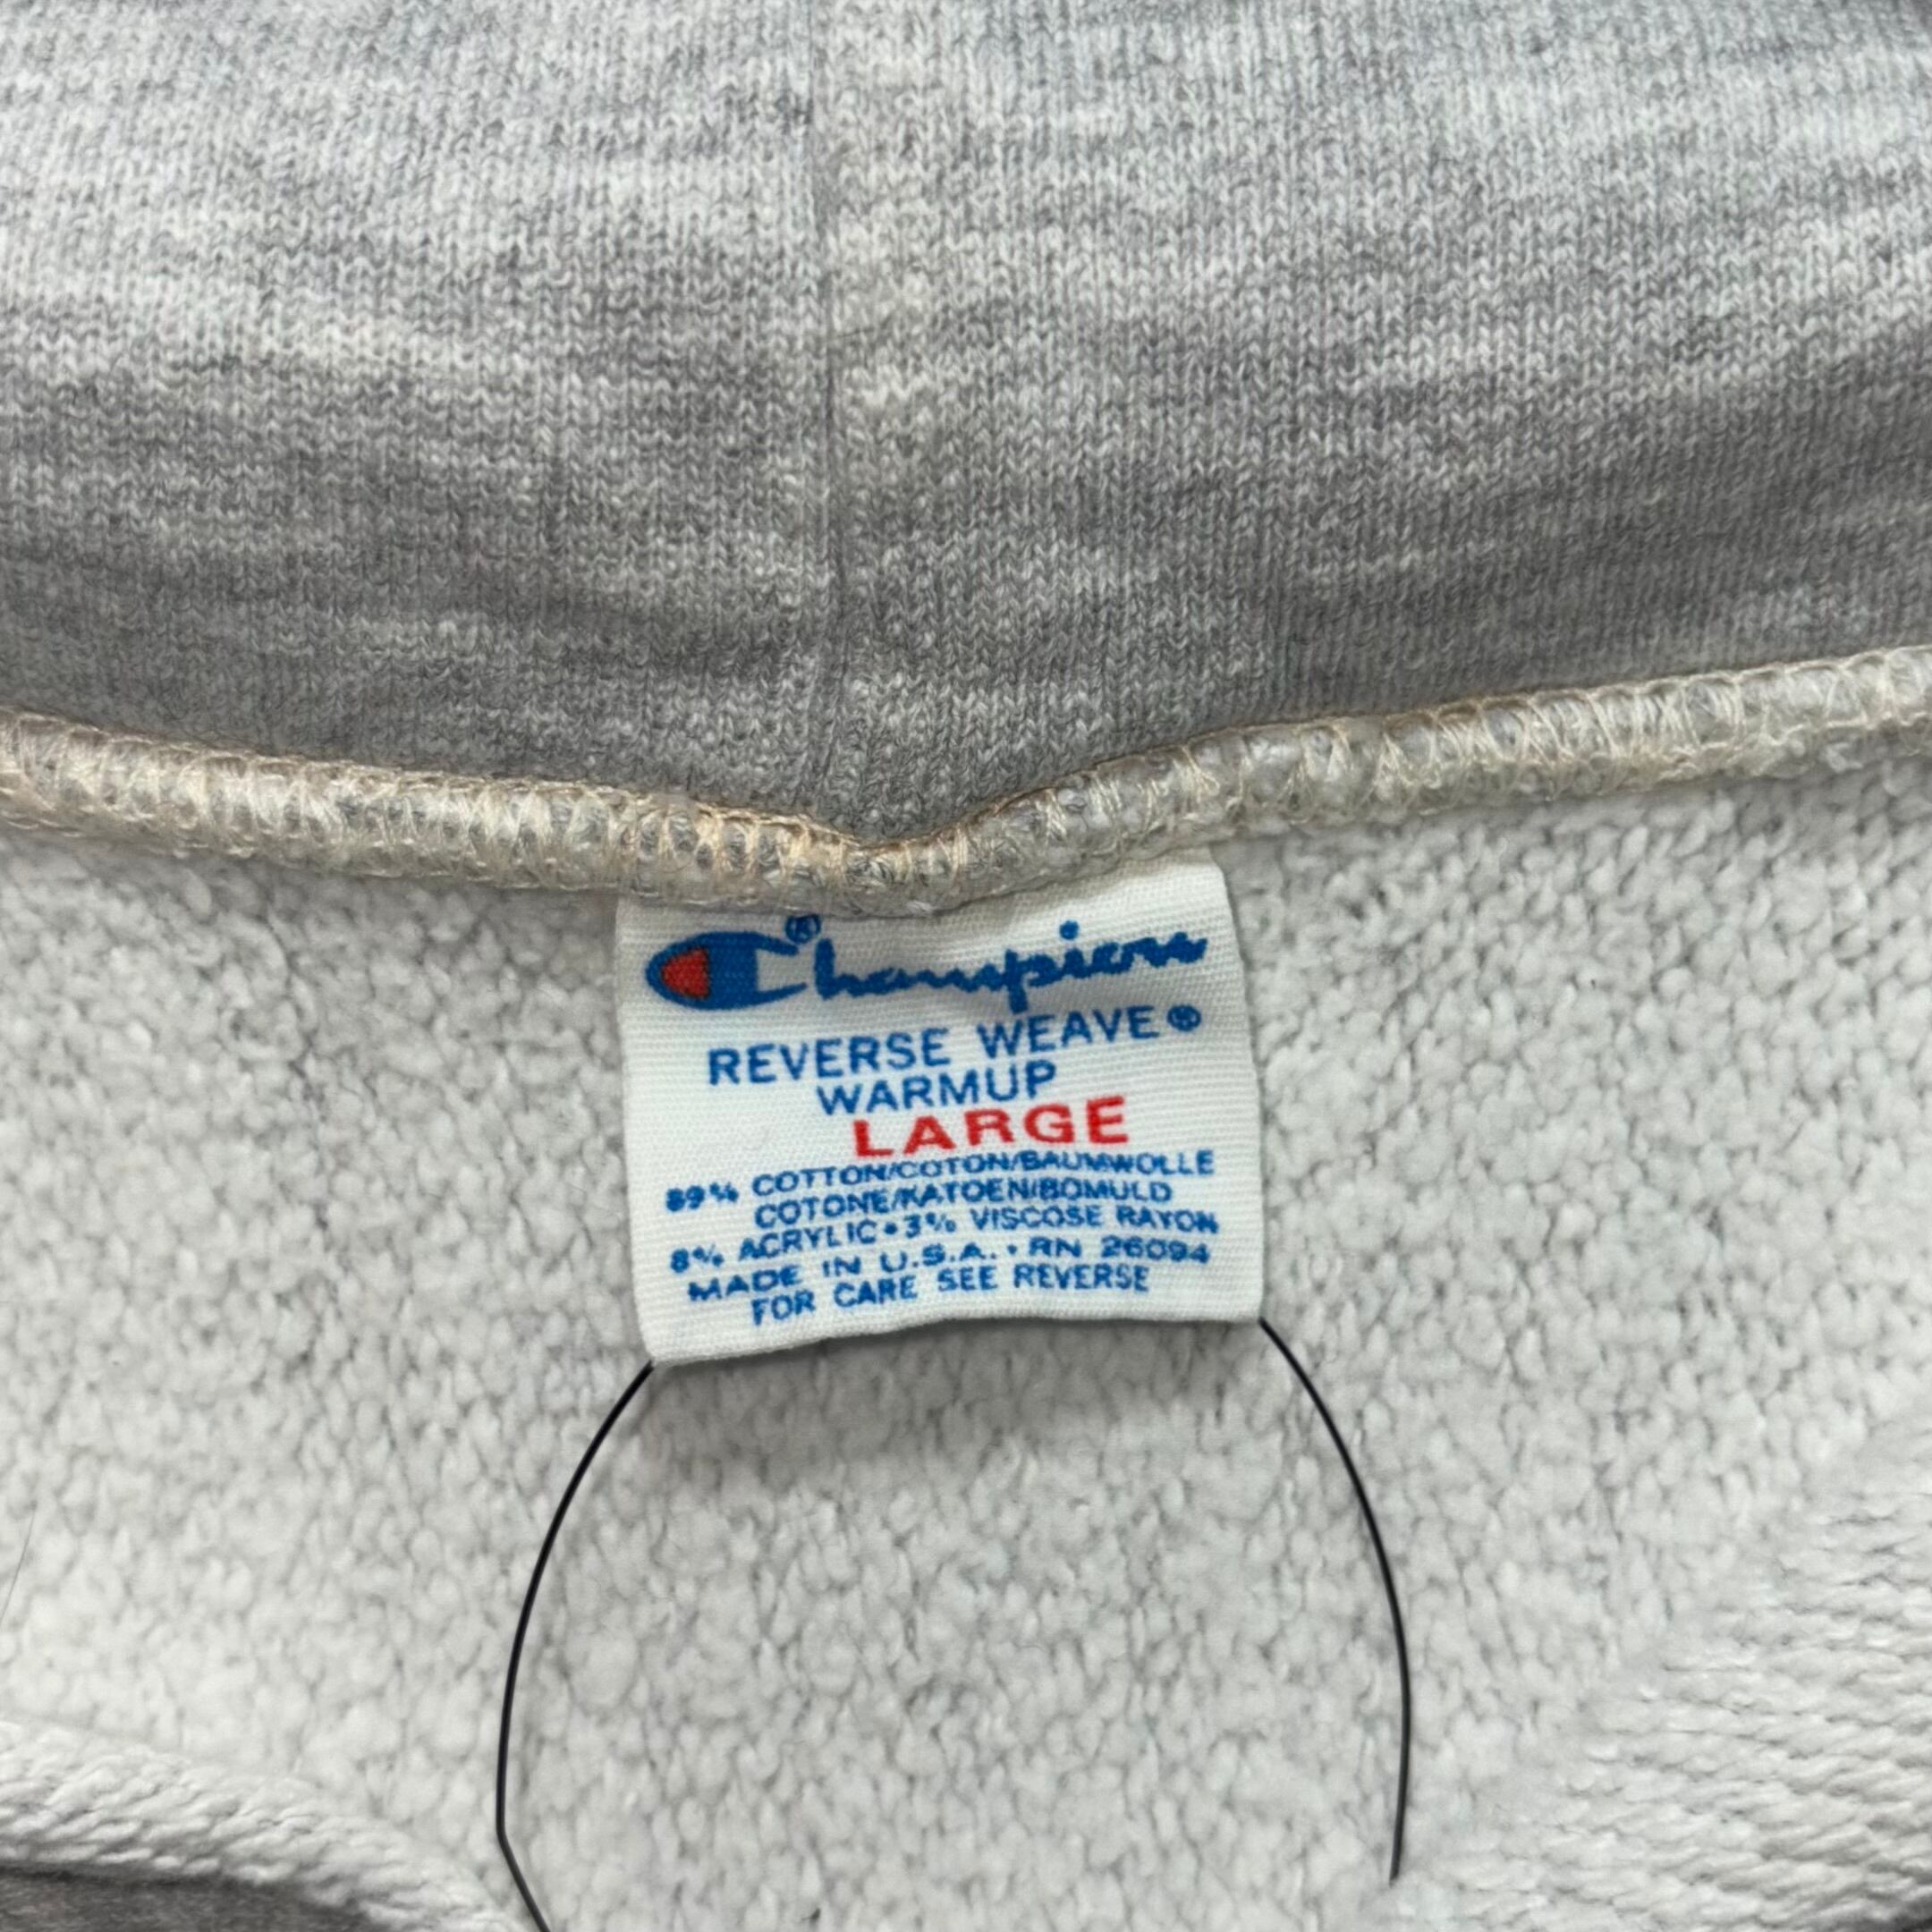 Champion®
REVERSE WEAVE®
WARMUP
LARGE
89% COTTON/COTON/BAUMWOLLE
COTONE/KATOEN/BOMULD
8% ACRYLIC•3% VISCOSE RAYON
MADE IN U.S.A. • RN 26094
FOR CARE SEE REVERSE